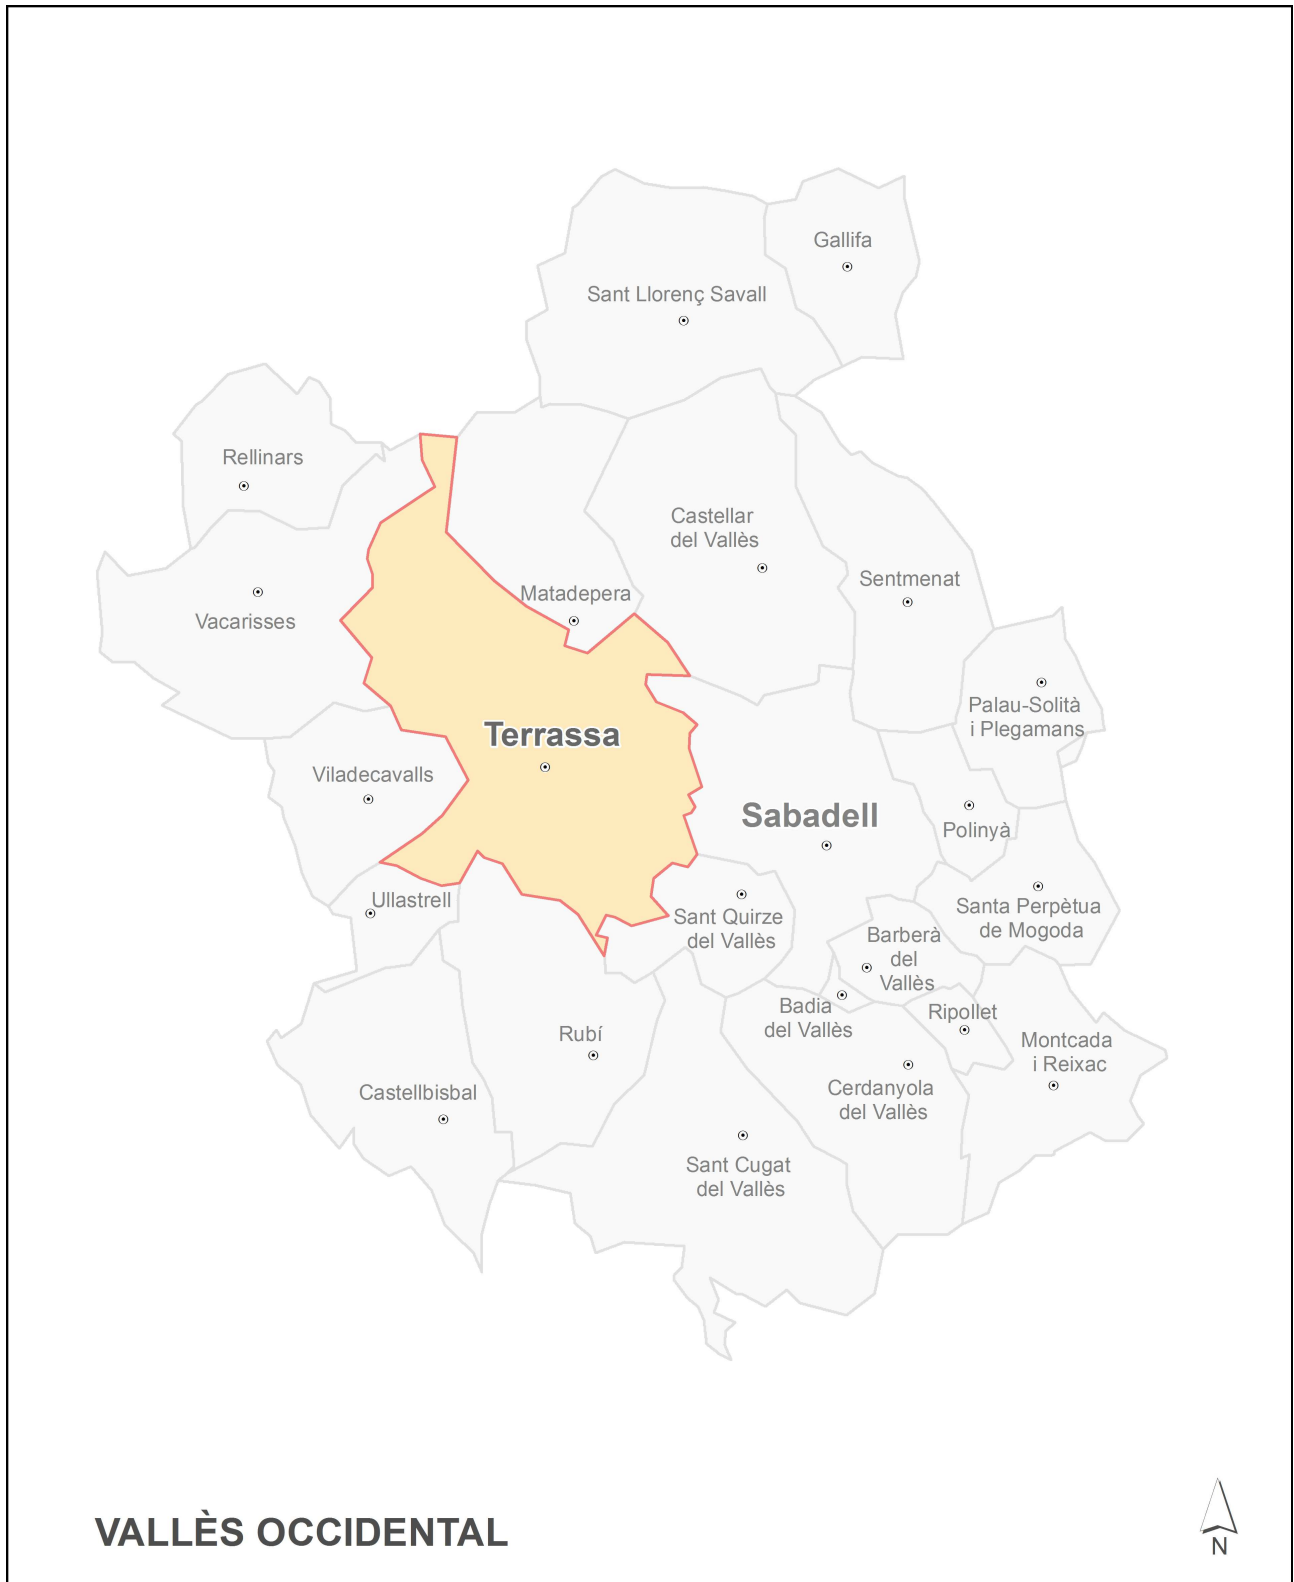 Gallifa
Sant Llorenç Savall
Rellinars
Castellar
del Vallès
Sentmenat
Matadepera
Vacarisses
Palau-Solità
i Plegamans
Terrassa
Viladecavalls
Sabadell
Polinyà
Ullastrell
Sant Quirze
del Vallès
Santa Perpètua
de Mogoda
Barberà
del
Vallès
Badia
del Vallès
Ripollet
Rubí
Montcada
i Reixac
Castellbisbal
Cerdanyola
del Vallès
Sant Cugat
del Vallès
VALLÈS OCCIDENTAL
N